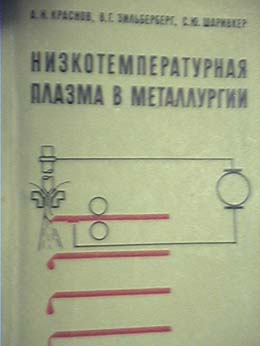 А.Н. КРАСНОВ, В.Г. ЗИЛЬБЕРБЕРГ, С.Ю. ШАРИВКЕР
НИЗКОТЕМПЕРАТУРНАЯ
ПЛАЗМА В МЕТАЛЛУРГИИ